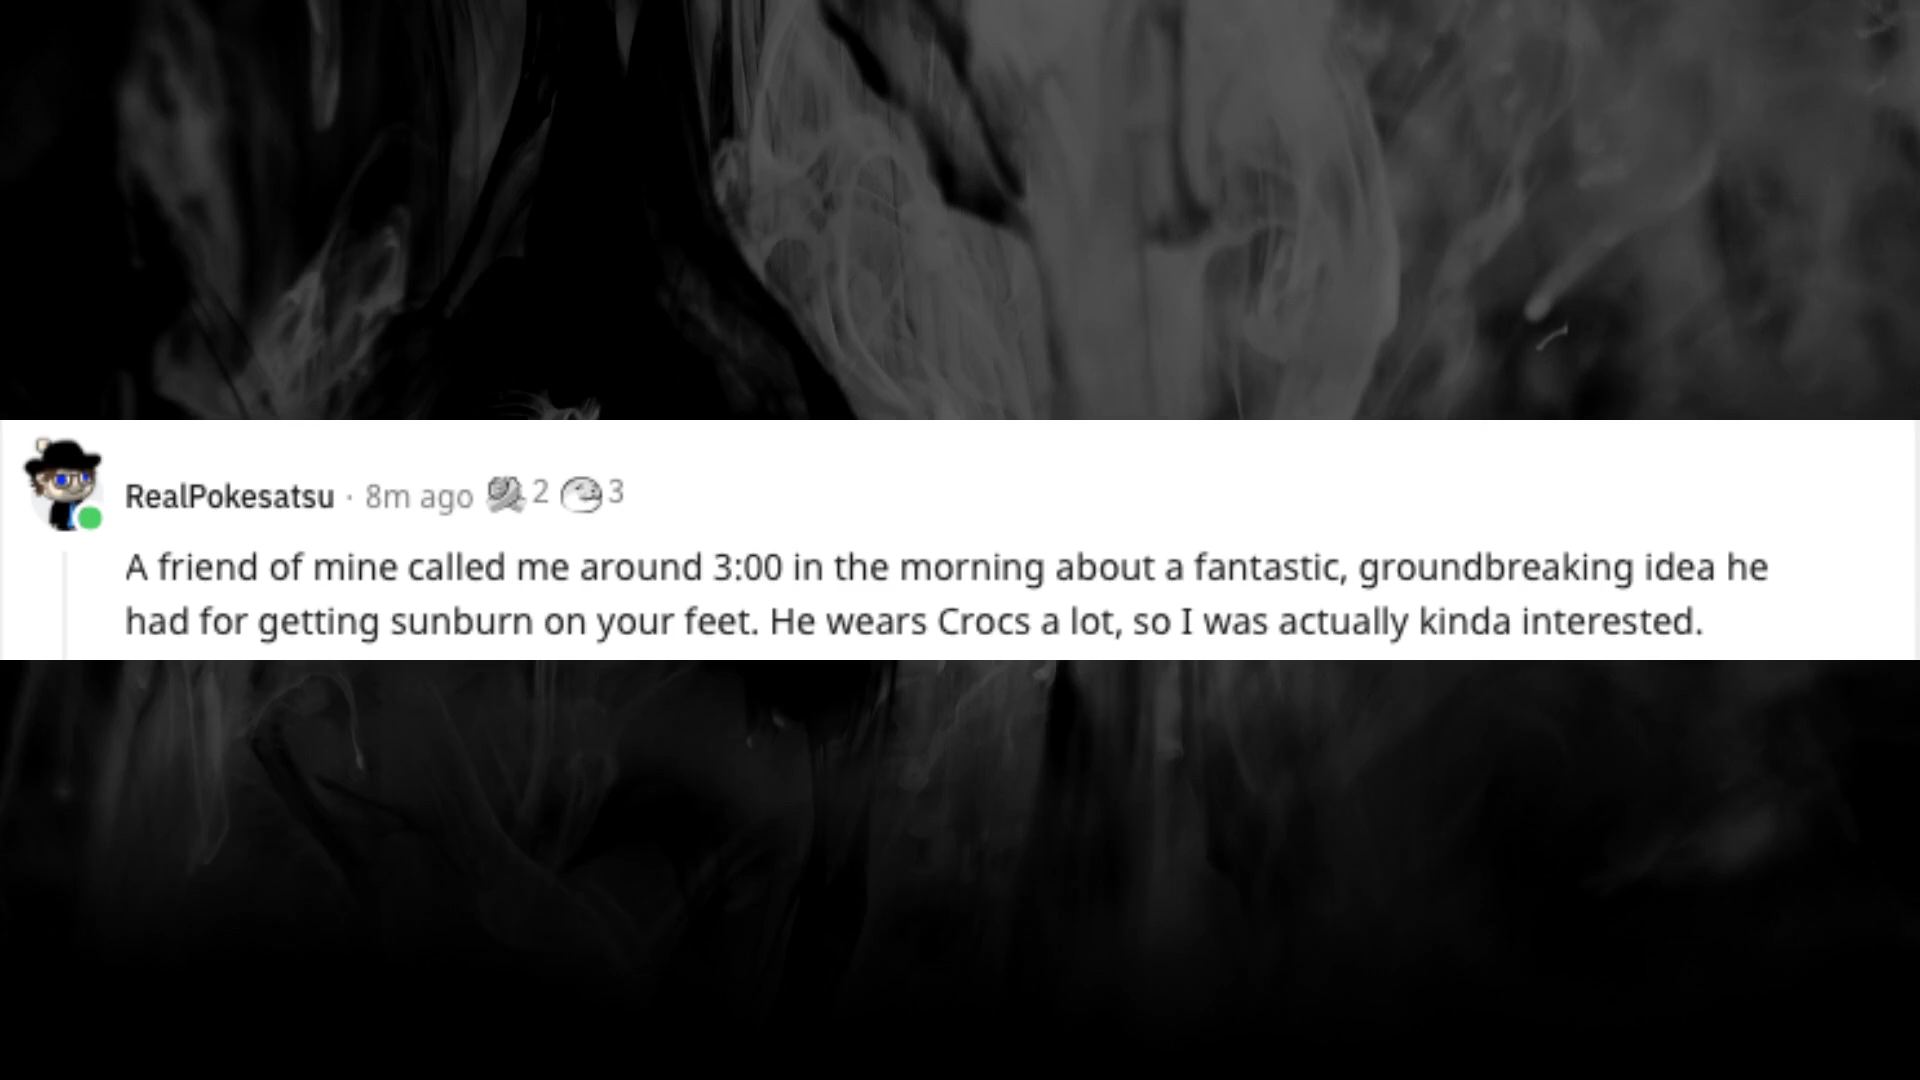 RealPokesatsu · 8m ago 2 3
A friend of mine called me around 3:00 in the morning about a fantastic, groundbreaking idea he
had for getting sunburn on your feet. He wears Crocs a lot, so I was actually kinda interested.